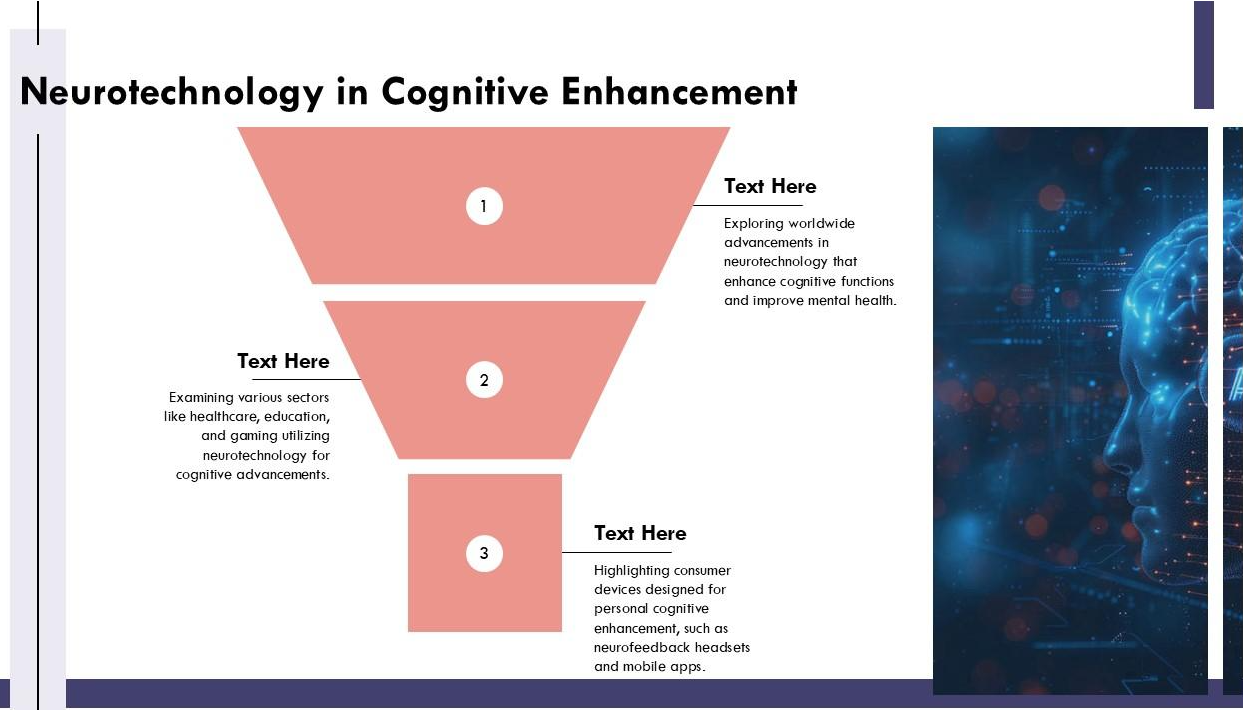 Neurotechnology in Cognitive Enhancement
1
Text Here
Exploring worldwide
advancements in
neurotechnology that
enhance cognitive functions
and improve mental health.
Text Here
2
Examining various sectors
like healthcare, education,
and gaming utilizing
neurotechnology for
cognitive advancements.
3
Text Here
Highlighting consumer
devices designed for
personal cognitive
enhancement, such as
neurofeedback headsets
and mobile apps.